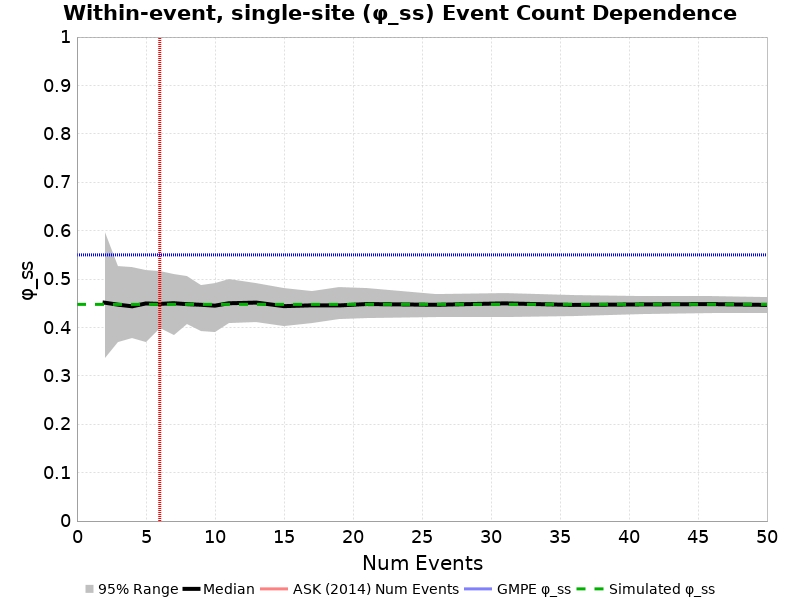 Within-event, single-site (φ_ss) Event Count Dependence
1
0.9
0.8
0.7
0.6
0.5
0.4
0.3
0.2
0.1
0
φ_ss
0 5 10 15 20 25 30 35 40 45 50
Num Events
95% Range Median ASK (2014) Num Events GMPE φ_ss Simulated φ_ss